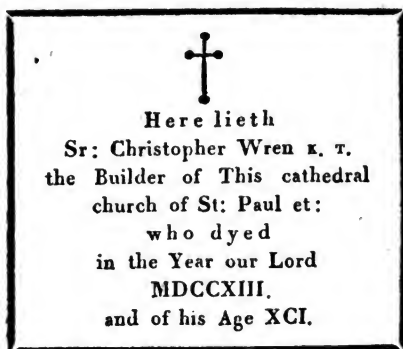 Here lieth
Sr: Christopher Wren K. T.
the Builder of This cathedral
church of St: Paul et:
who dyed
in the Year our Lord
MDCCXIII.
and of his Age XCI.